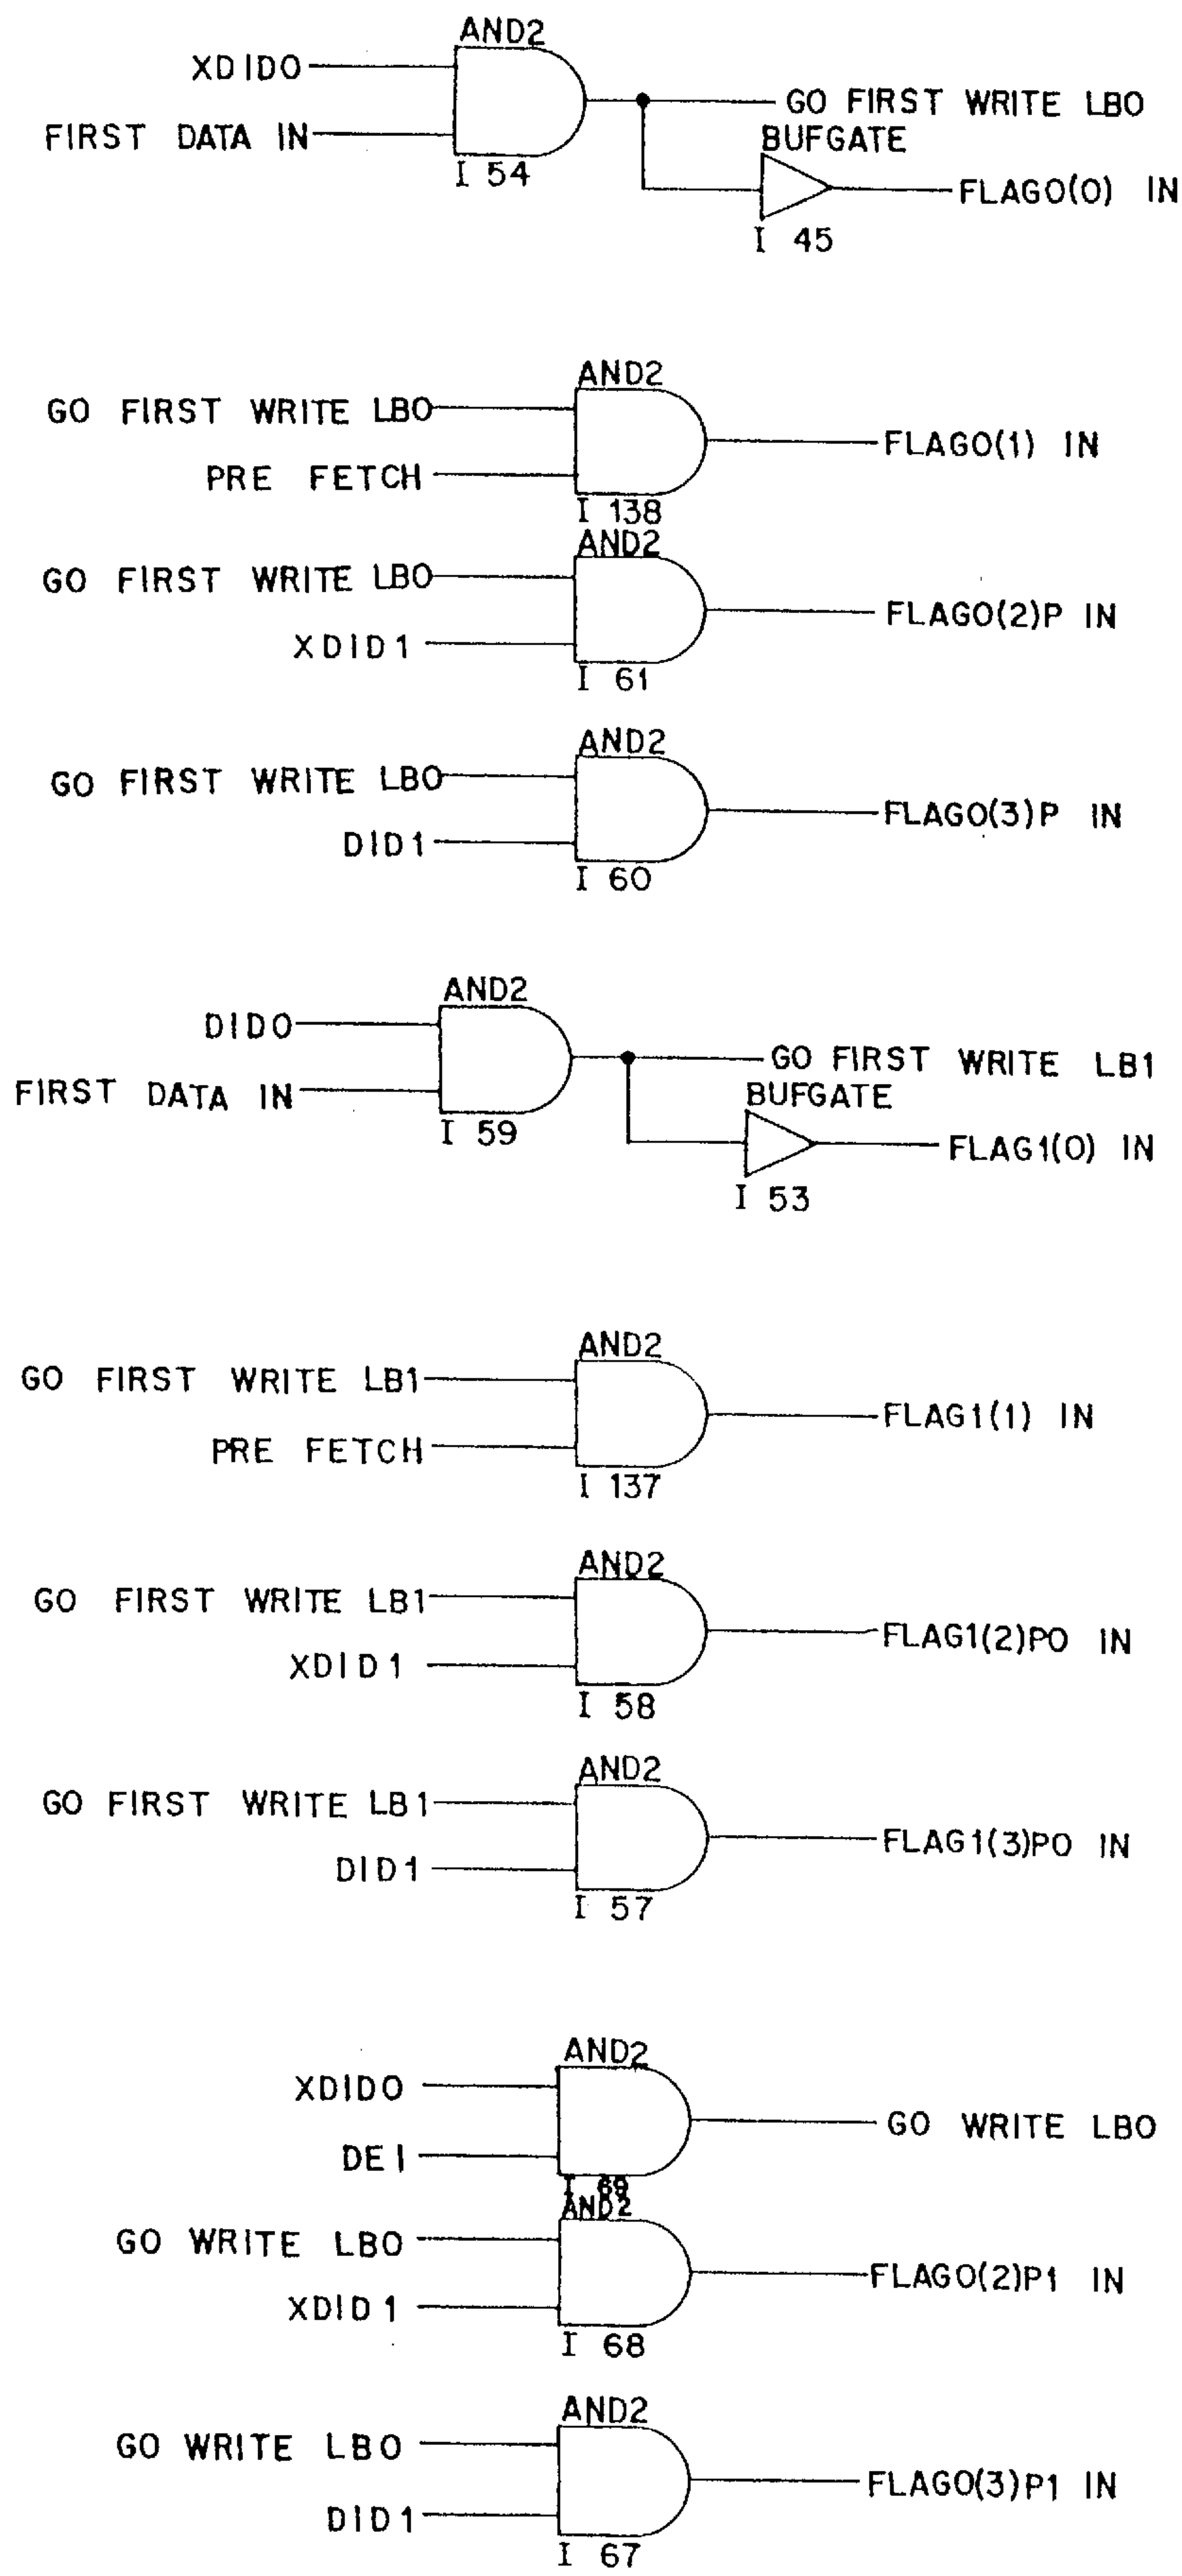 AND2
XDID0
GO FIRST WRITE LB0
FIRST DATA IN
BUFGATE
I 54
FLAG0(0) IN
I 45
AND2
GO FIRST WRITE LB0
FLAG0(1) IN
PRE FETCH
I 138
AND2
GO FIRST WRITE LB0
FLAG0(2)P IN
XDID1
I 61
AND2
GO FIRST WRITE LB0
FLAG0(3)P IN
DID1
I 60
AND2
DID0
GO FIRST WRITE LB1
FIRST DATA IN
BUFGATE
I 59
FLAG1(0) IN
I 53
AND2
GO FIRST WRITE LB1
FLAG1(1) IN
PRE FETCH
I 137
AND2
GO FIRST WRITE LB1
FLAG1(2)P0 IN
XDID1
I 58
AND2
GO FIRST WRITE LB1
FLAG1(3)P0 IN
DID1
I 57
AND2
XDID0
GO WRITE LB0
DEI
I 69
AND2
GO WRITE LB0
FLAG0(2)P1 IN
XDID1
I 68
AND2
GO WRITE LB0
FLAG0(3)P1 IN
DID1
I 67